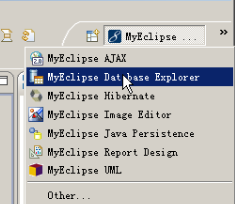 MyEclipse ...
MyEclipse AJAX
MyEclipse Database Explorer
MyEclipse Hibernate
MyEclipse Image Editor
MyEclipse Java Persistence
MyEclipse Report Design
MyEclipse UML
Other...